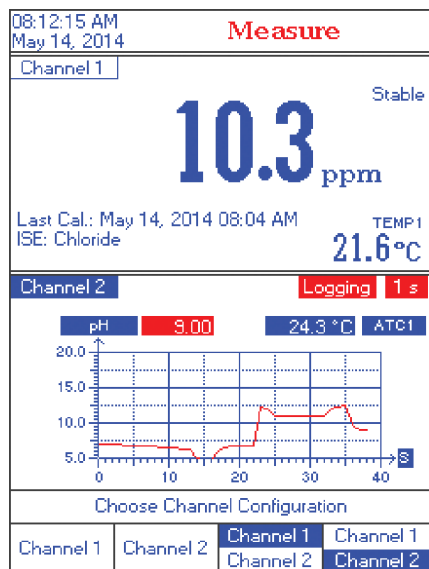 08:12:15 AM
May 14, 2014
Measure
Channel 1
Stable
10.3 ppm
Last Cal.: May 14, 2014 08:04 AM
ISE: Chloride
TEMP1
21.6°C
Channel 2
Logging 1 s
pH 9.00 24.3 °C ATC1
20.0
15.0
10.0
5.0
0 10 20 30 40
S
Choose Channel Configuration
Channel 1
Channel 2
Channel 1
Channel 2
Channel 1
Channel 2